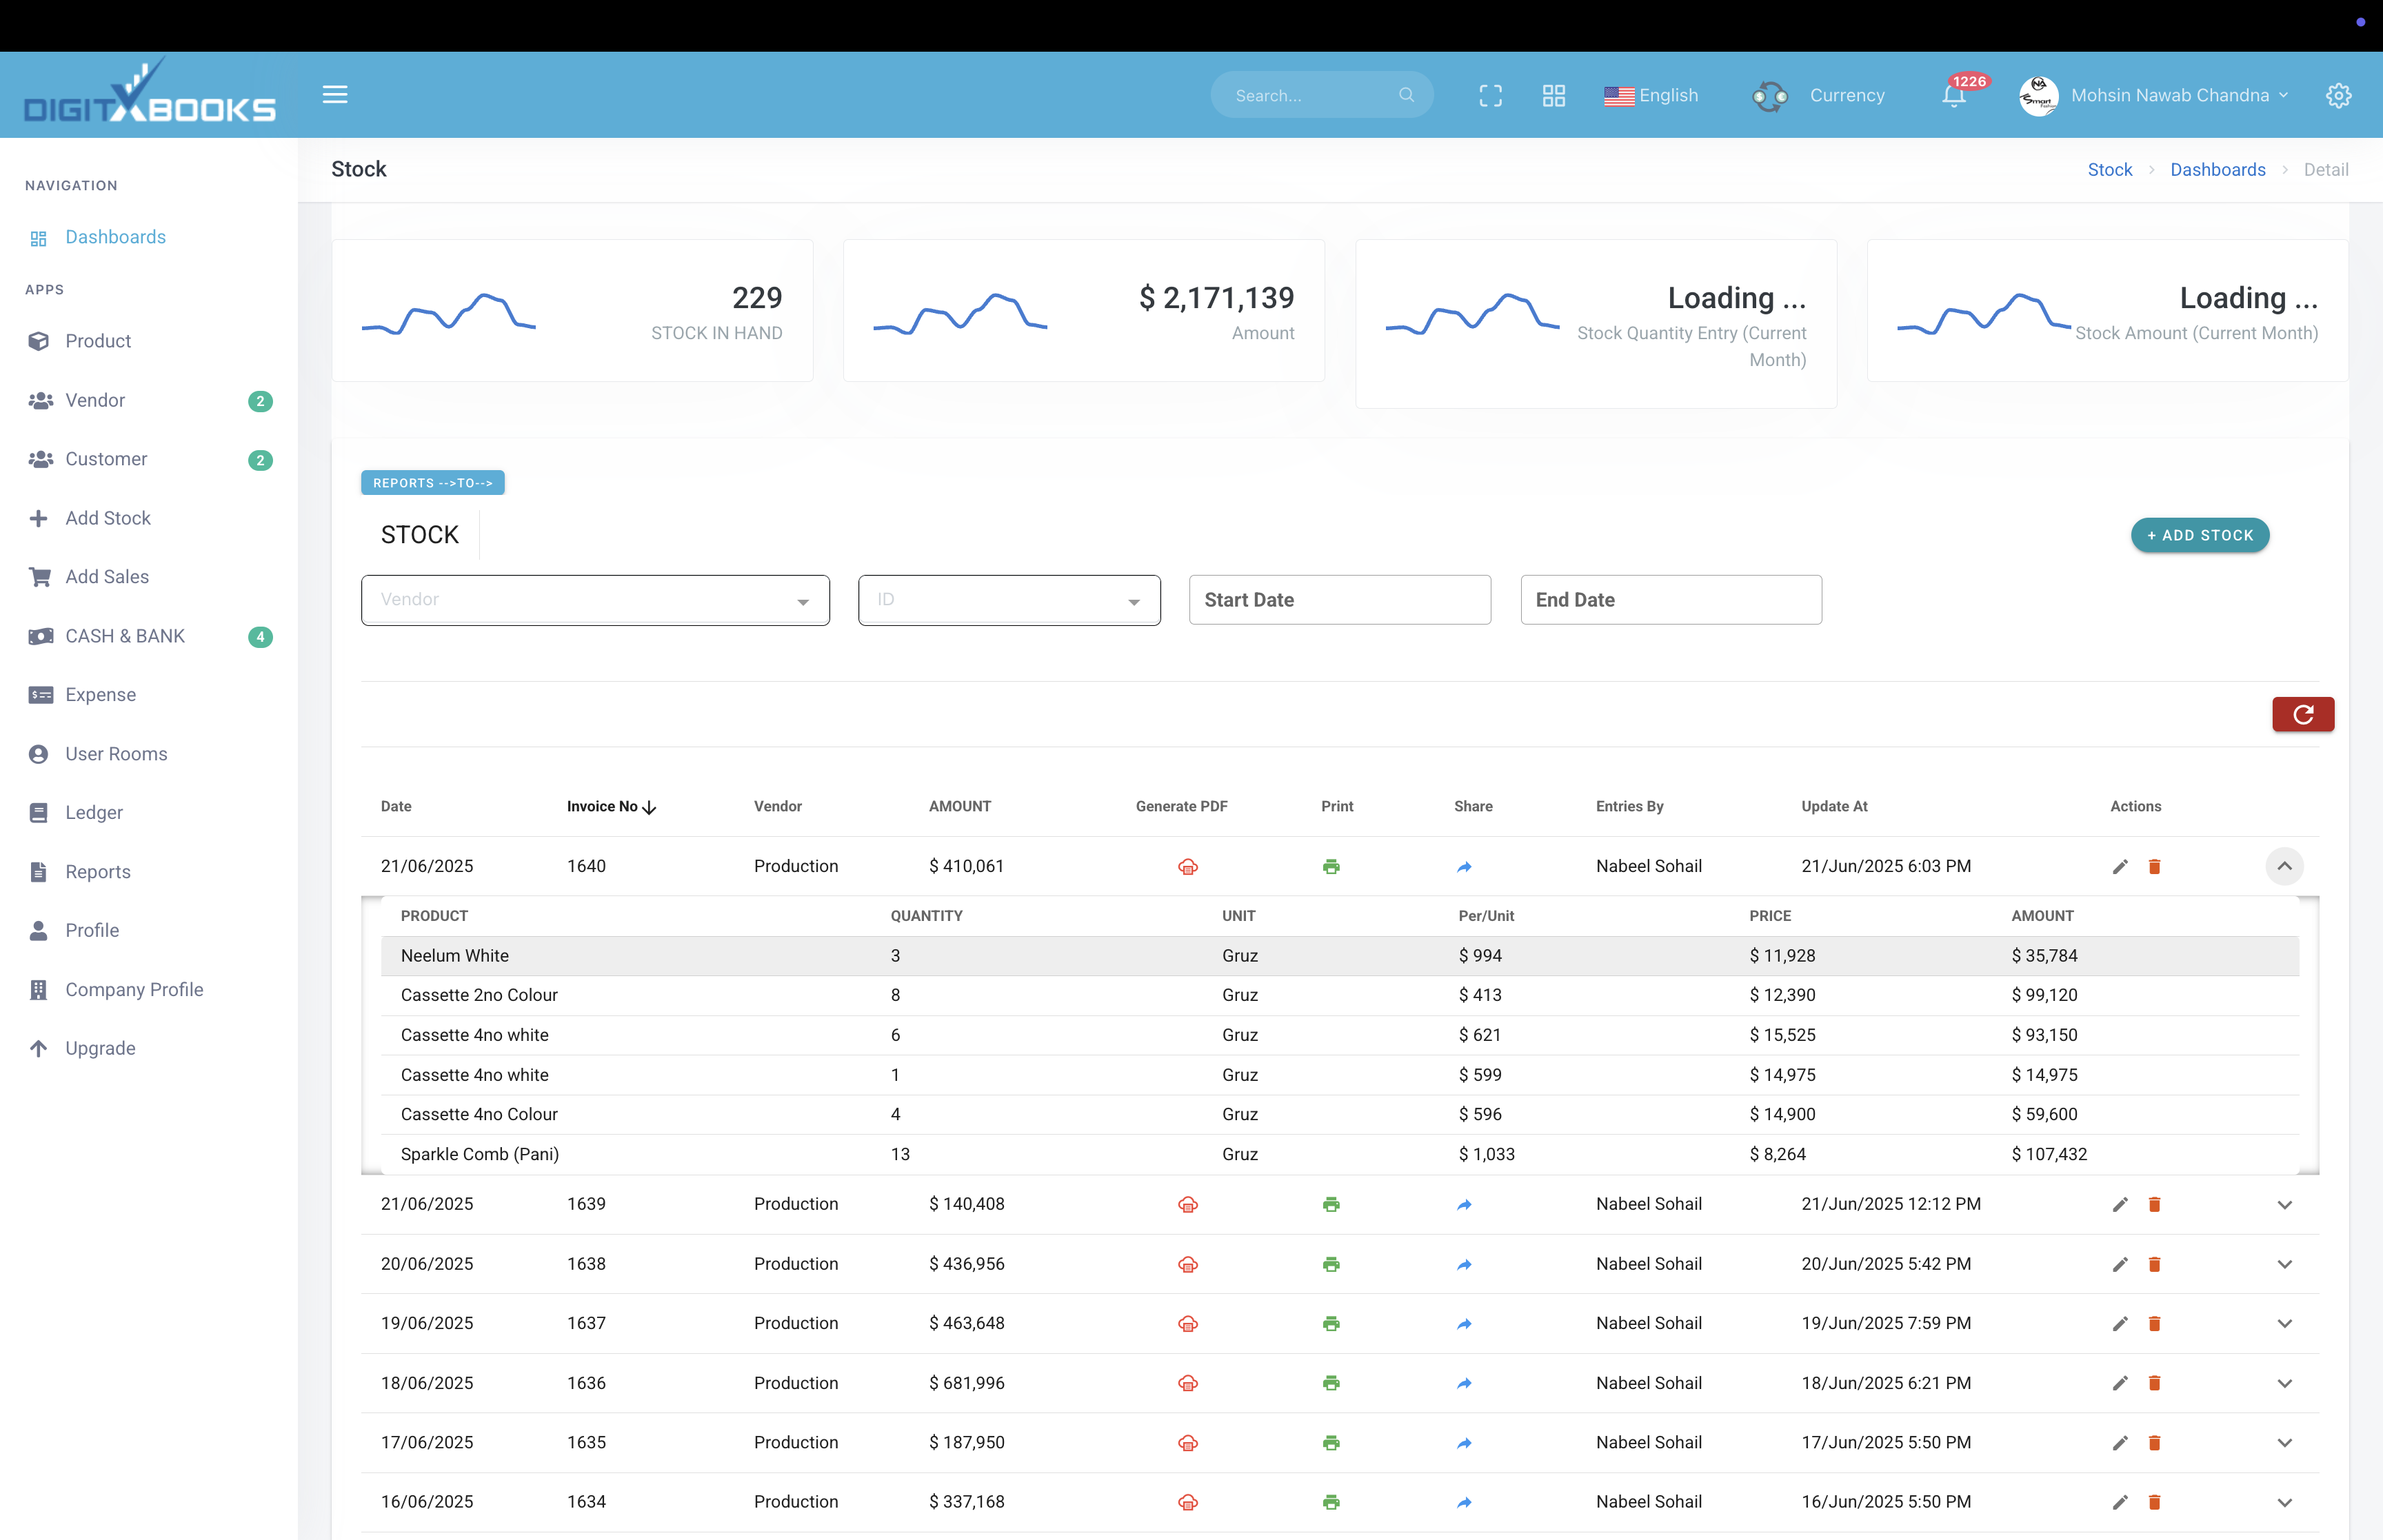 DIGITXBOOKS
Search...
English
Currency
1226
NA
Smart
Mohsin Nawab Chandna
NAVIGATION
Dashboards
APPS
Product
Vendor 2
Customer 2
Add Stock
Add Sales
CASH & BANK 4
Expense
User Rooms
Ledger
Reports
Profile
Company Profile
Upgrade
Stock
Stock > Dashboards > Detail
229
STOCK IN HAND
$ 2,171,139
Amount
Loading ...
Stock Quantity Entry (Current
Month)
Loading ...
Stock Amount (Current Month)
REPORTS -->TO-->
STOCK
+ ADD STOCK
Vendor
ID
Start Date
End Date
Date Invoice No Vendor AMOUNT Generate PDF Print Share Entries By Update At Actions
21/06/2025 1640 Production $ 410,061 Nabeel Sohail 21/Jun/2025 6:03 PM
PRODUCT QUANTITY UNIT Per/Unit PRICE AMOUNT
Neelum White 3 Gruz $ 994 $ 11,928 $ 35,784
Cassette 2no Colour 8 Gruz $ 413 $ 12,390 $ 99,120
Cassette 4no white 6 Gruz $ 621 $ 15,525 $ 93,150
Cassette 4no white 1 Gruz $ 599 $ 14,975 $ 14,975
Cassette 4no Colour 4 Gruz $ 596 $ 14,900 $ 59,600
Sparkle Comb (Pani) 13 Gruz $ 1,033 $ 8,264 $ 107,432
21/06/2025 1639 Production $ 140,408 Nabeel Sohail 21/Jun/2025 12:12 PM
20/06/2025 1638 Production $ 436,956 Nabeel Sohail 20/Jun/2025 5:42 PM
19/06/2025 1637 Production $ 463,648 Nabeel Sohail 19/Jun/2025 7:59 PM
18/06/2025 1636 Production $ 681,996 Nabeel Sohail 18/Jun/2025 6:21 PM
17/06/2025 1635 Production $ 187,950 Nabeel Sohail 17/Jun/2025 5:50 PM
16/06/2025 1634 Production $ 337,168 Nabeel Sohail 16/Jun/2025 5:50 PM